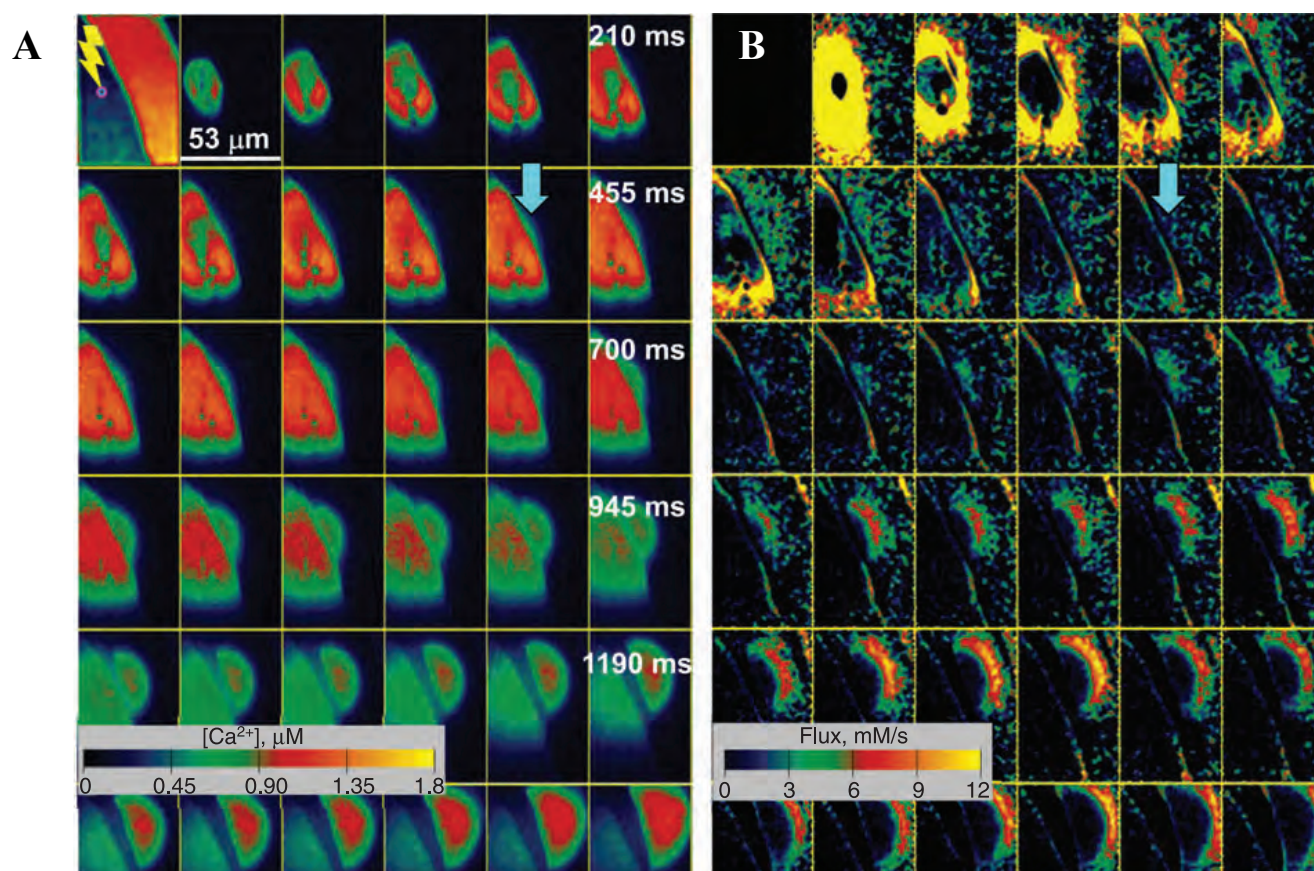 A
B
210 ms
53 μm
455 ms
700 ms
945 ms
1190 ms
[Ca²⁺], μM
0 0.45 0.90 1.35 1.8
Flux, mM/s
0 3 6 9 12